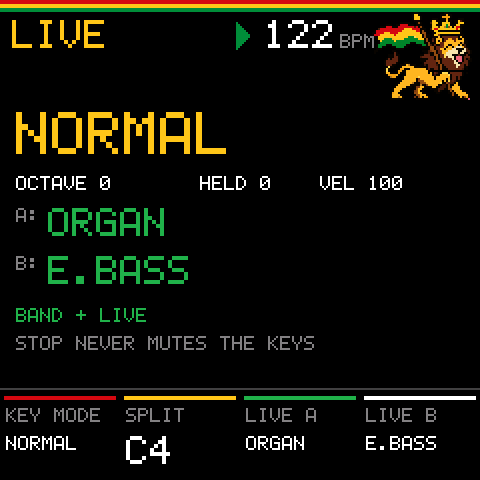 LIVE 122 BPM
NORMAL
OCTAVE 0 HELD 0 VEL 100
A: ORGAN
B: E.BASS
BAND + LIVE
STOP NEVER MUTES THE KEYS
KEY MODE SPLIT LIVE A LIVE B
NORMAL C4 ORGAN E.BASS